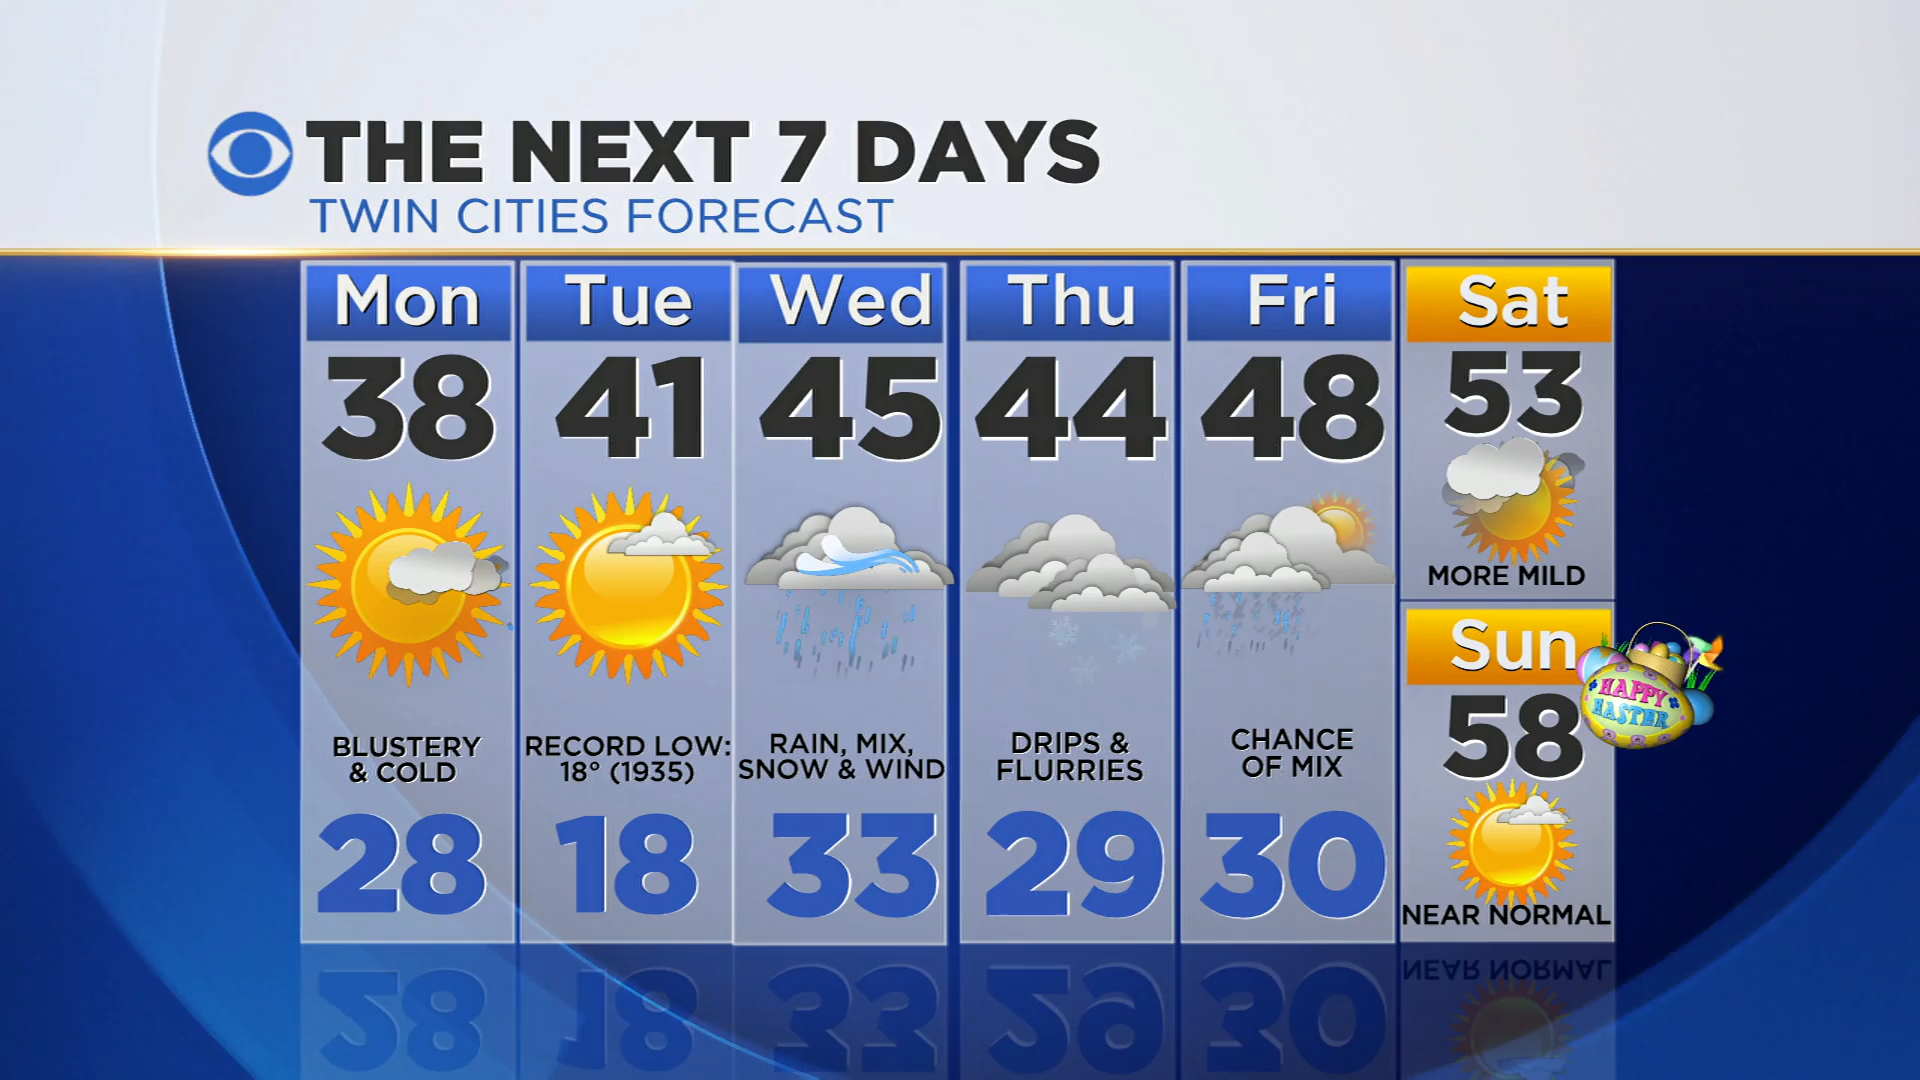 THE NEXT 7 DAYS
TWIN CITIES FORECAST
Mon
38
BLUSTERY
& COLD
28
Tue
41
RECORD LOW:
18° (1935)
18
Wed
45
RAIN, MIX,
SNOW & WIND
33
Thu
44
DRIPS &
FLURRIES
29
Fri
48
CHANCE
OF MIX
30
Sat
53
MORE MILD
Sun
HAPPY
EASTER
58
NEAR NORMAL